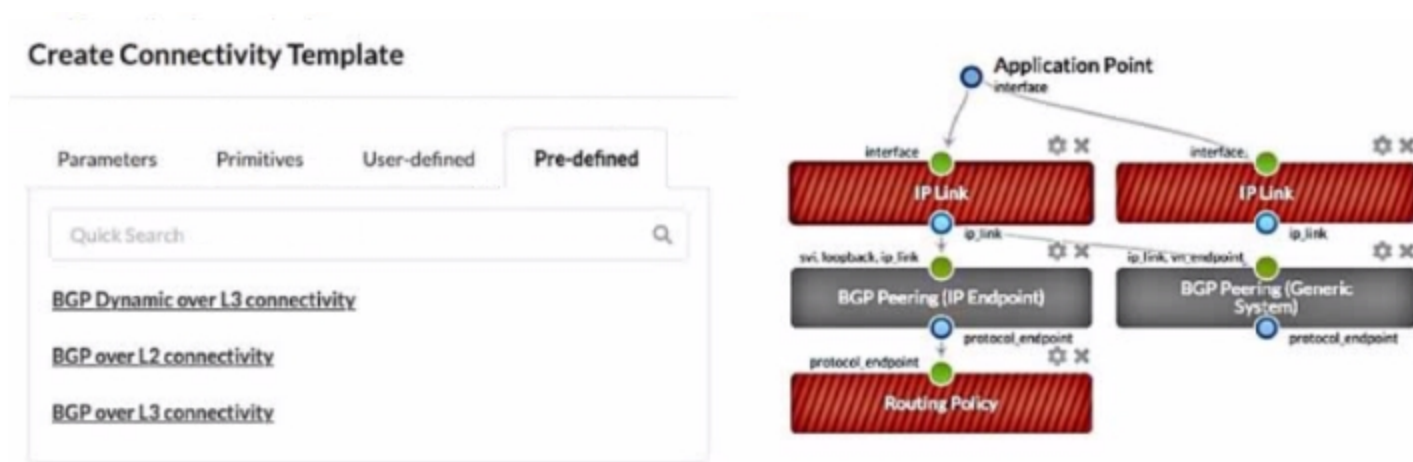 Create Connectivity Template
Parameters Primitives User-defined Pre-defined
Quick Search
BGP Dynamic over L3 connectivity
BGP over L2 connectivity
BGP over L3 connectivity
Application Point
interface
interface
IP Link
ip_link
interface,
IP Link
ip_link
svi, loopback, ip_link
BGP Peering (IP Endpoint)
protocol_endpoint
ip_link, vn_endpoint
BGP Peering (Generic
System)
protocol_endpoint
protocol_endpoint
Routing Policy